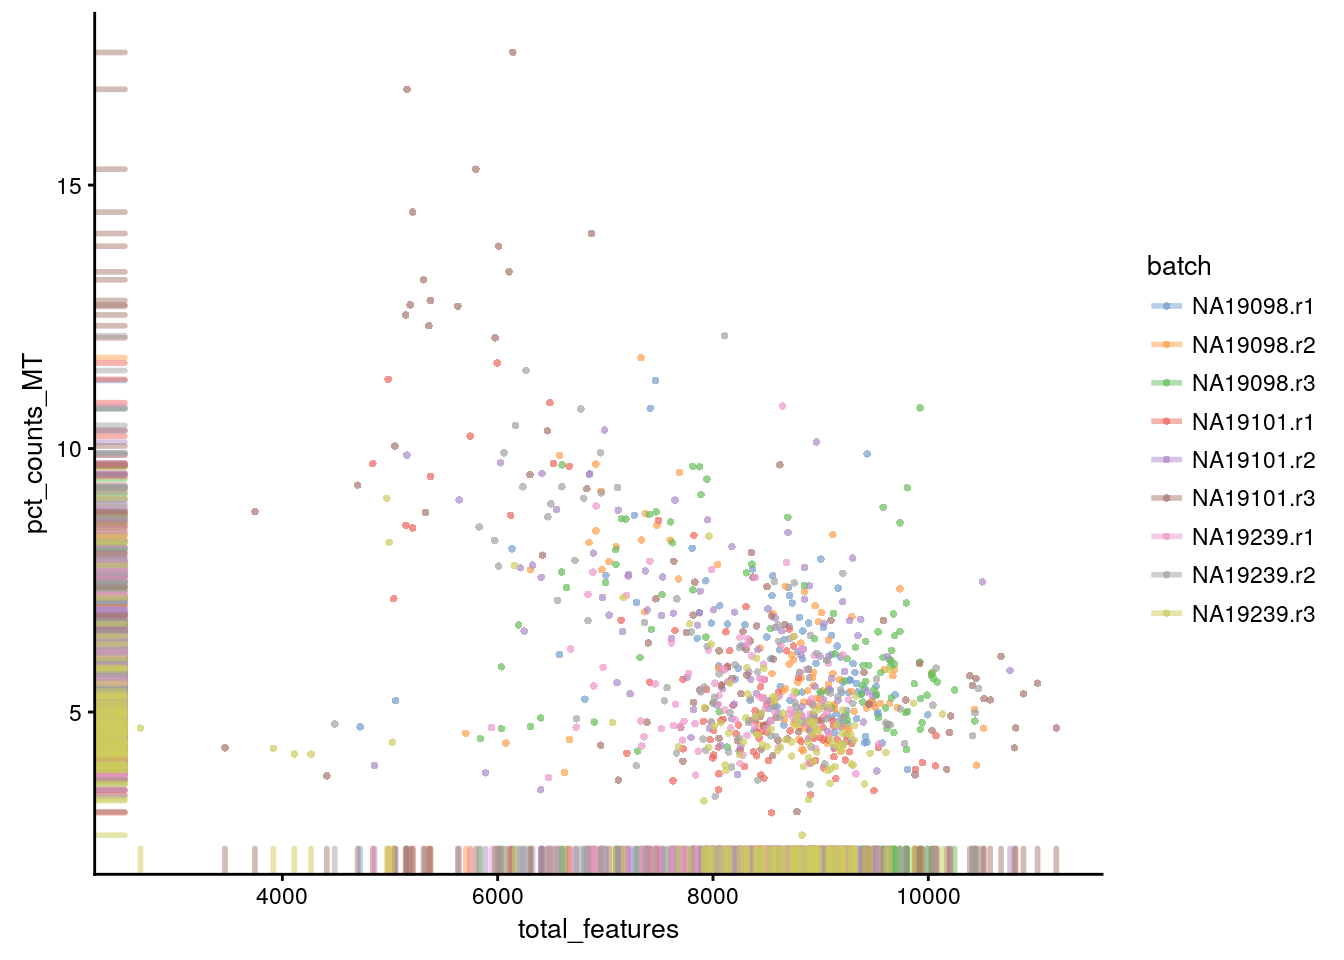 15
10
5
pct_counts_MT
4000 6000 8000 10000
total_features
batch
NA19098.r1
NA19098.r2
NA19098.r3
NA19101.r1
NA19101.r2
NA19101.r3
NA19239.r1
NA19239.r2
NA19239.r3